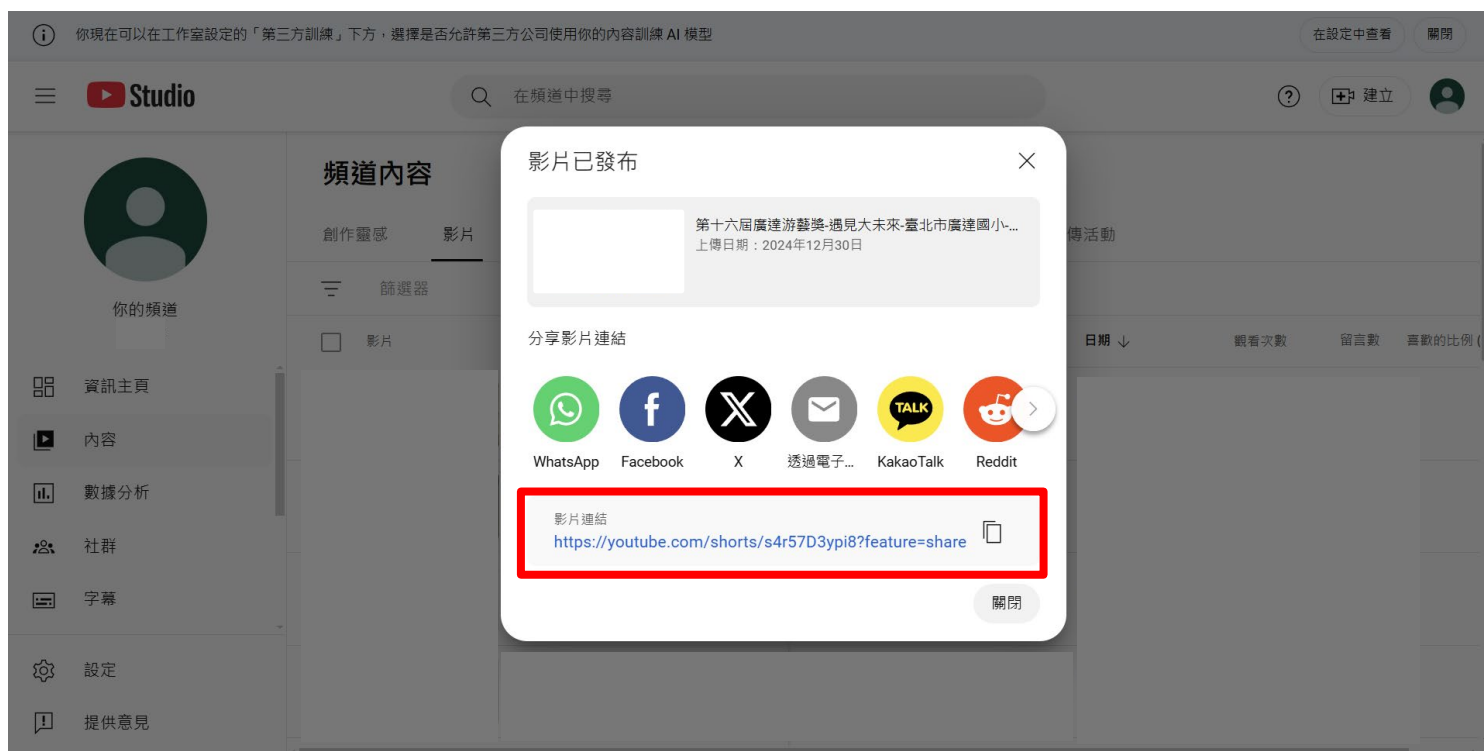 你現在可以在工作室設定的「第三方訓練」下方，選擇是否允許第三方公司使用你的內容訓練 AI 模型
在設定中查看
關閉
Studio
在頻道中搜尋
建立
你的頻道
資訊主頁
內容
數據分析
社群
字幕
設定
提供意見
頻道內容
創作靈感
影片
傳活動
篩選器
影片
日期
觀看次數
留言數
喜歡的比例 (
影片已發布
第十六屆廣達游藝獎-遇見大未來-臺北市廣達國小-...
上傳日期：2024年12月30日
分享影片連結
TALK
WhatsApp
Facebook
X
透過電子...
KakaoTalk
Reddit
影片連結
https://youtube.com/shorts/s4r57D3ypi8?feature=share
關閉